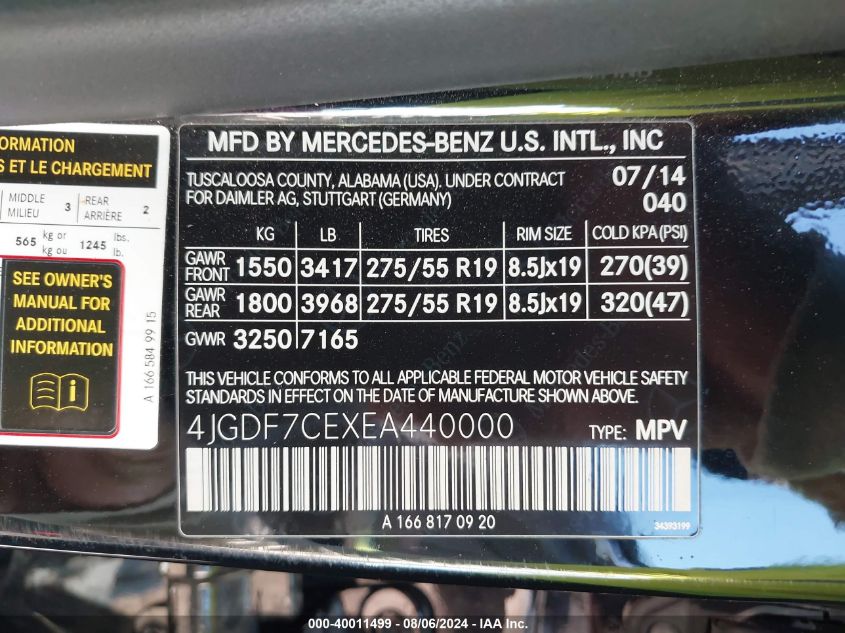 ORMATION
S ET LE CHARGEMENT
MIDDLE
MILIEU 3 REAR
ARRIÈRE 2
565 kg or
kg ou 1245 lbs.
lb.
SEE OWNER'S
MANUAL FOR
ADDITIONAL
INFORMATION
A 166 584 99 15
MFD BY MERCEDES-BENZ U.S. INTL., INC
TUSCALOOSA COUNTY, ALABAMA (USA). UNDER CONTRACT
FOR DAIMLER AG, STUTTGART (GERMANY)
07/14
040
KG LB TIRES RIM SIZE COLD KPA (PSI)
GAWR
FRONT 1550 3417 275/55 R19 8.5Jx19 270(39)
GAWR
REAR 1800 3968 275/55 R19 8.5Jx19 320(47)
GVWR 3250 7165
THIS VEHICLE CONFORMS TO ALL APPLICABLE FEDERAL MOTOR VEHICLE SAFETY
STANDARDS IN EFFECT ON THE DATE OF MANUFACTURE SHOWN ABOVE.
4JGDF7CEXEA440000 TYPE: MPV
A 166 817 09 20
34393199
000-40011499 - 08/06/2024 - IAA Inc.